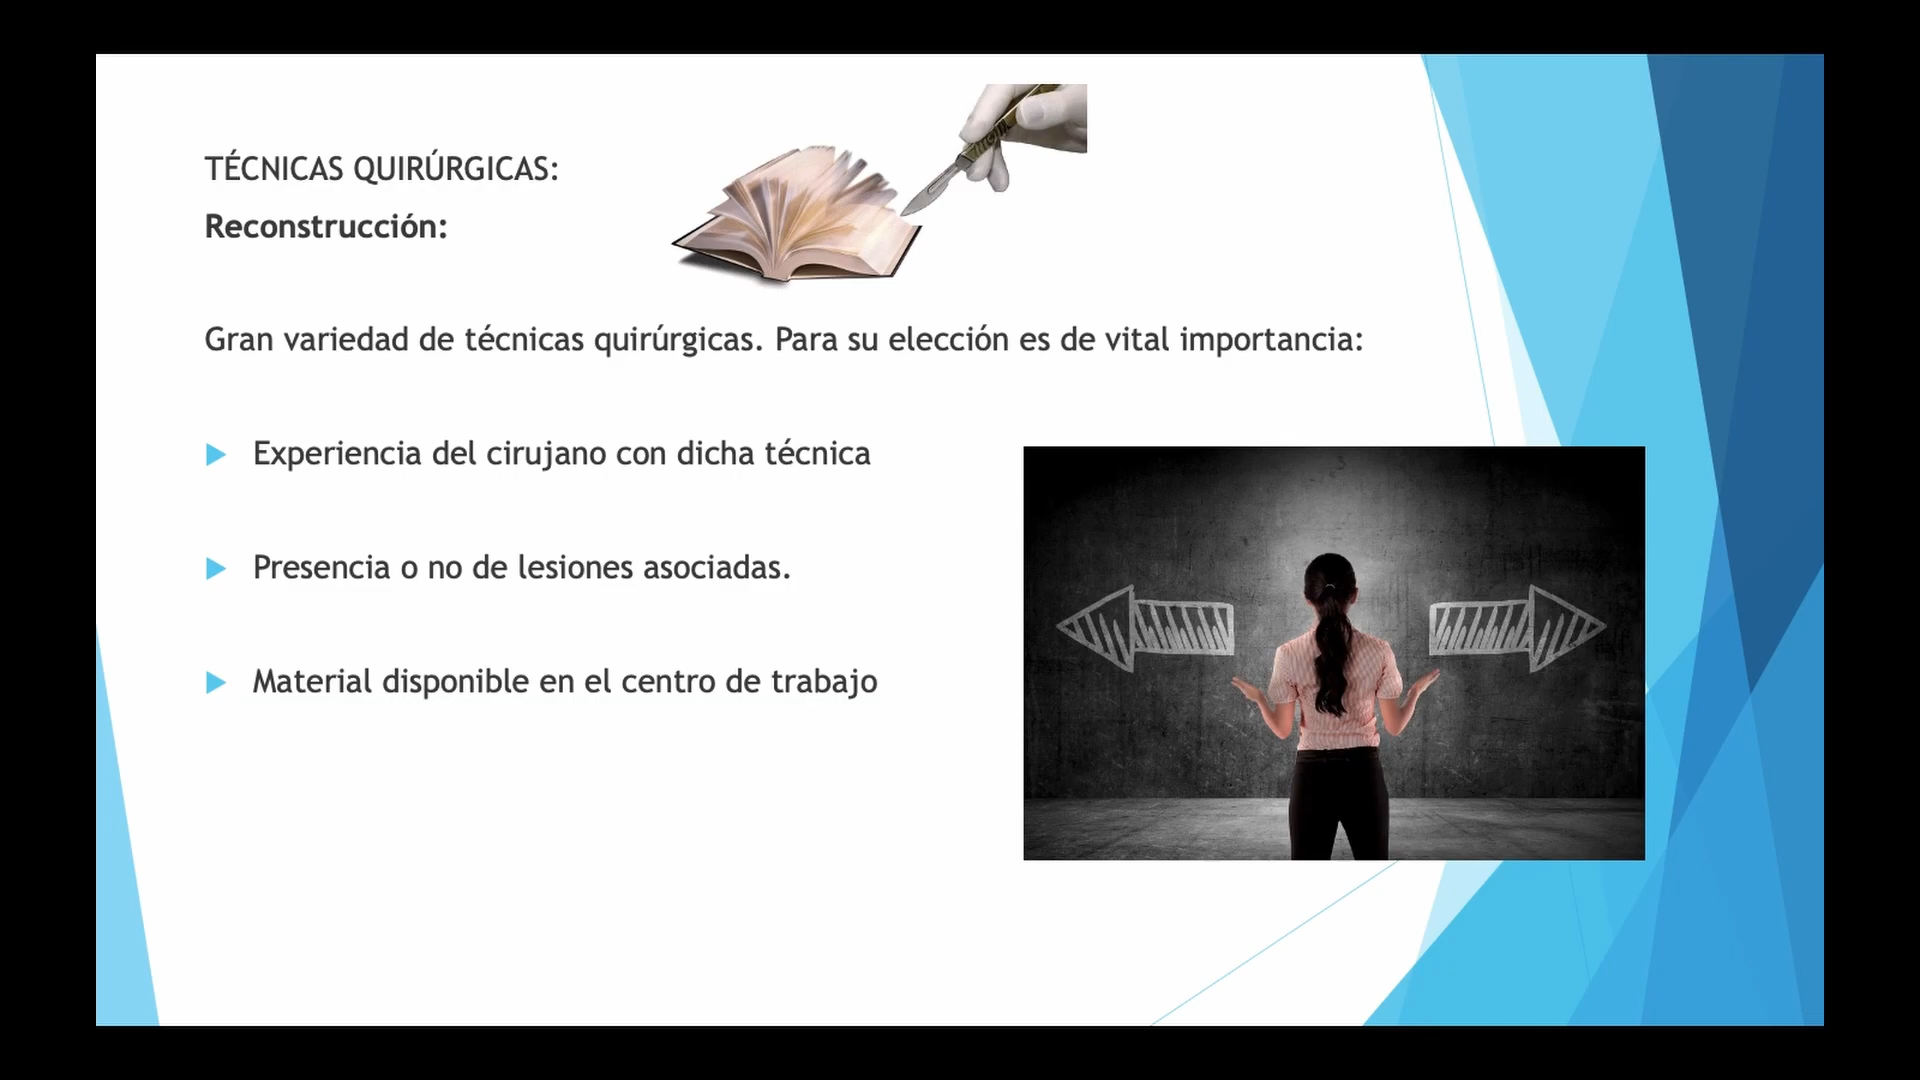 TÉCNICAS QUIRÚRGICAS:
Reconstrucción:
Gran variedad de técnicas quirúrgicas. Para su elección es de vital importancia:
Experiencia del cirujano con dicha técnica
Presencia o no de lesiones asociadas.
Material disponible en el centro de trabajo